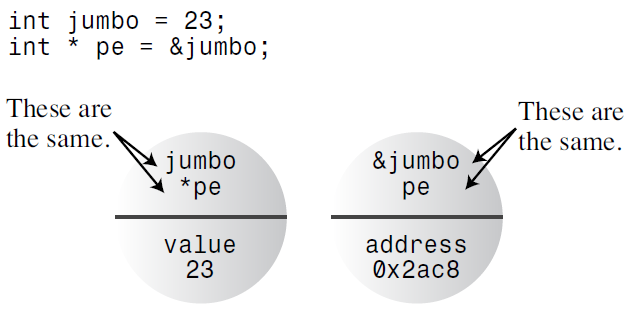 int jumbo = 23;
int * pe = &jumbo;
These are
the same.
jumbo
*pe
value
23
These are
the same.
&jumbo
pe
address
0x2ac8